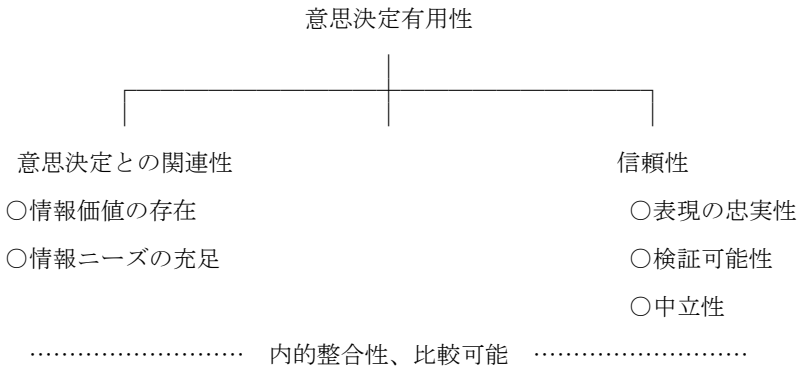 意思決定有用性
意思決定との関連性 信頼性
○情報価値の存在 ○表現の忠実性
○情報ニーズの充足 ○検証可能性
○中立性
……………………… 内的整合性、比較可能 ………………………